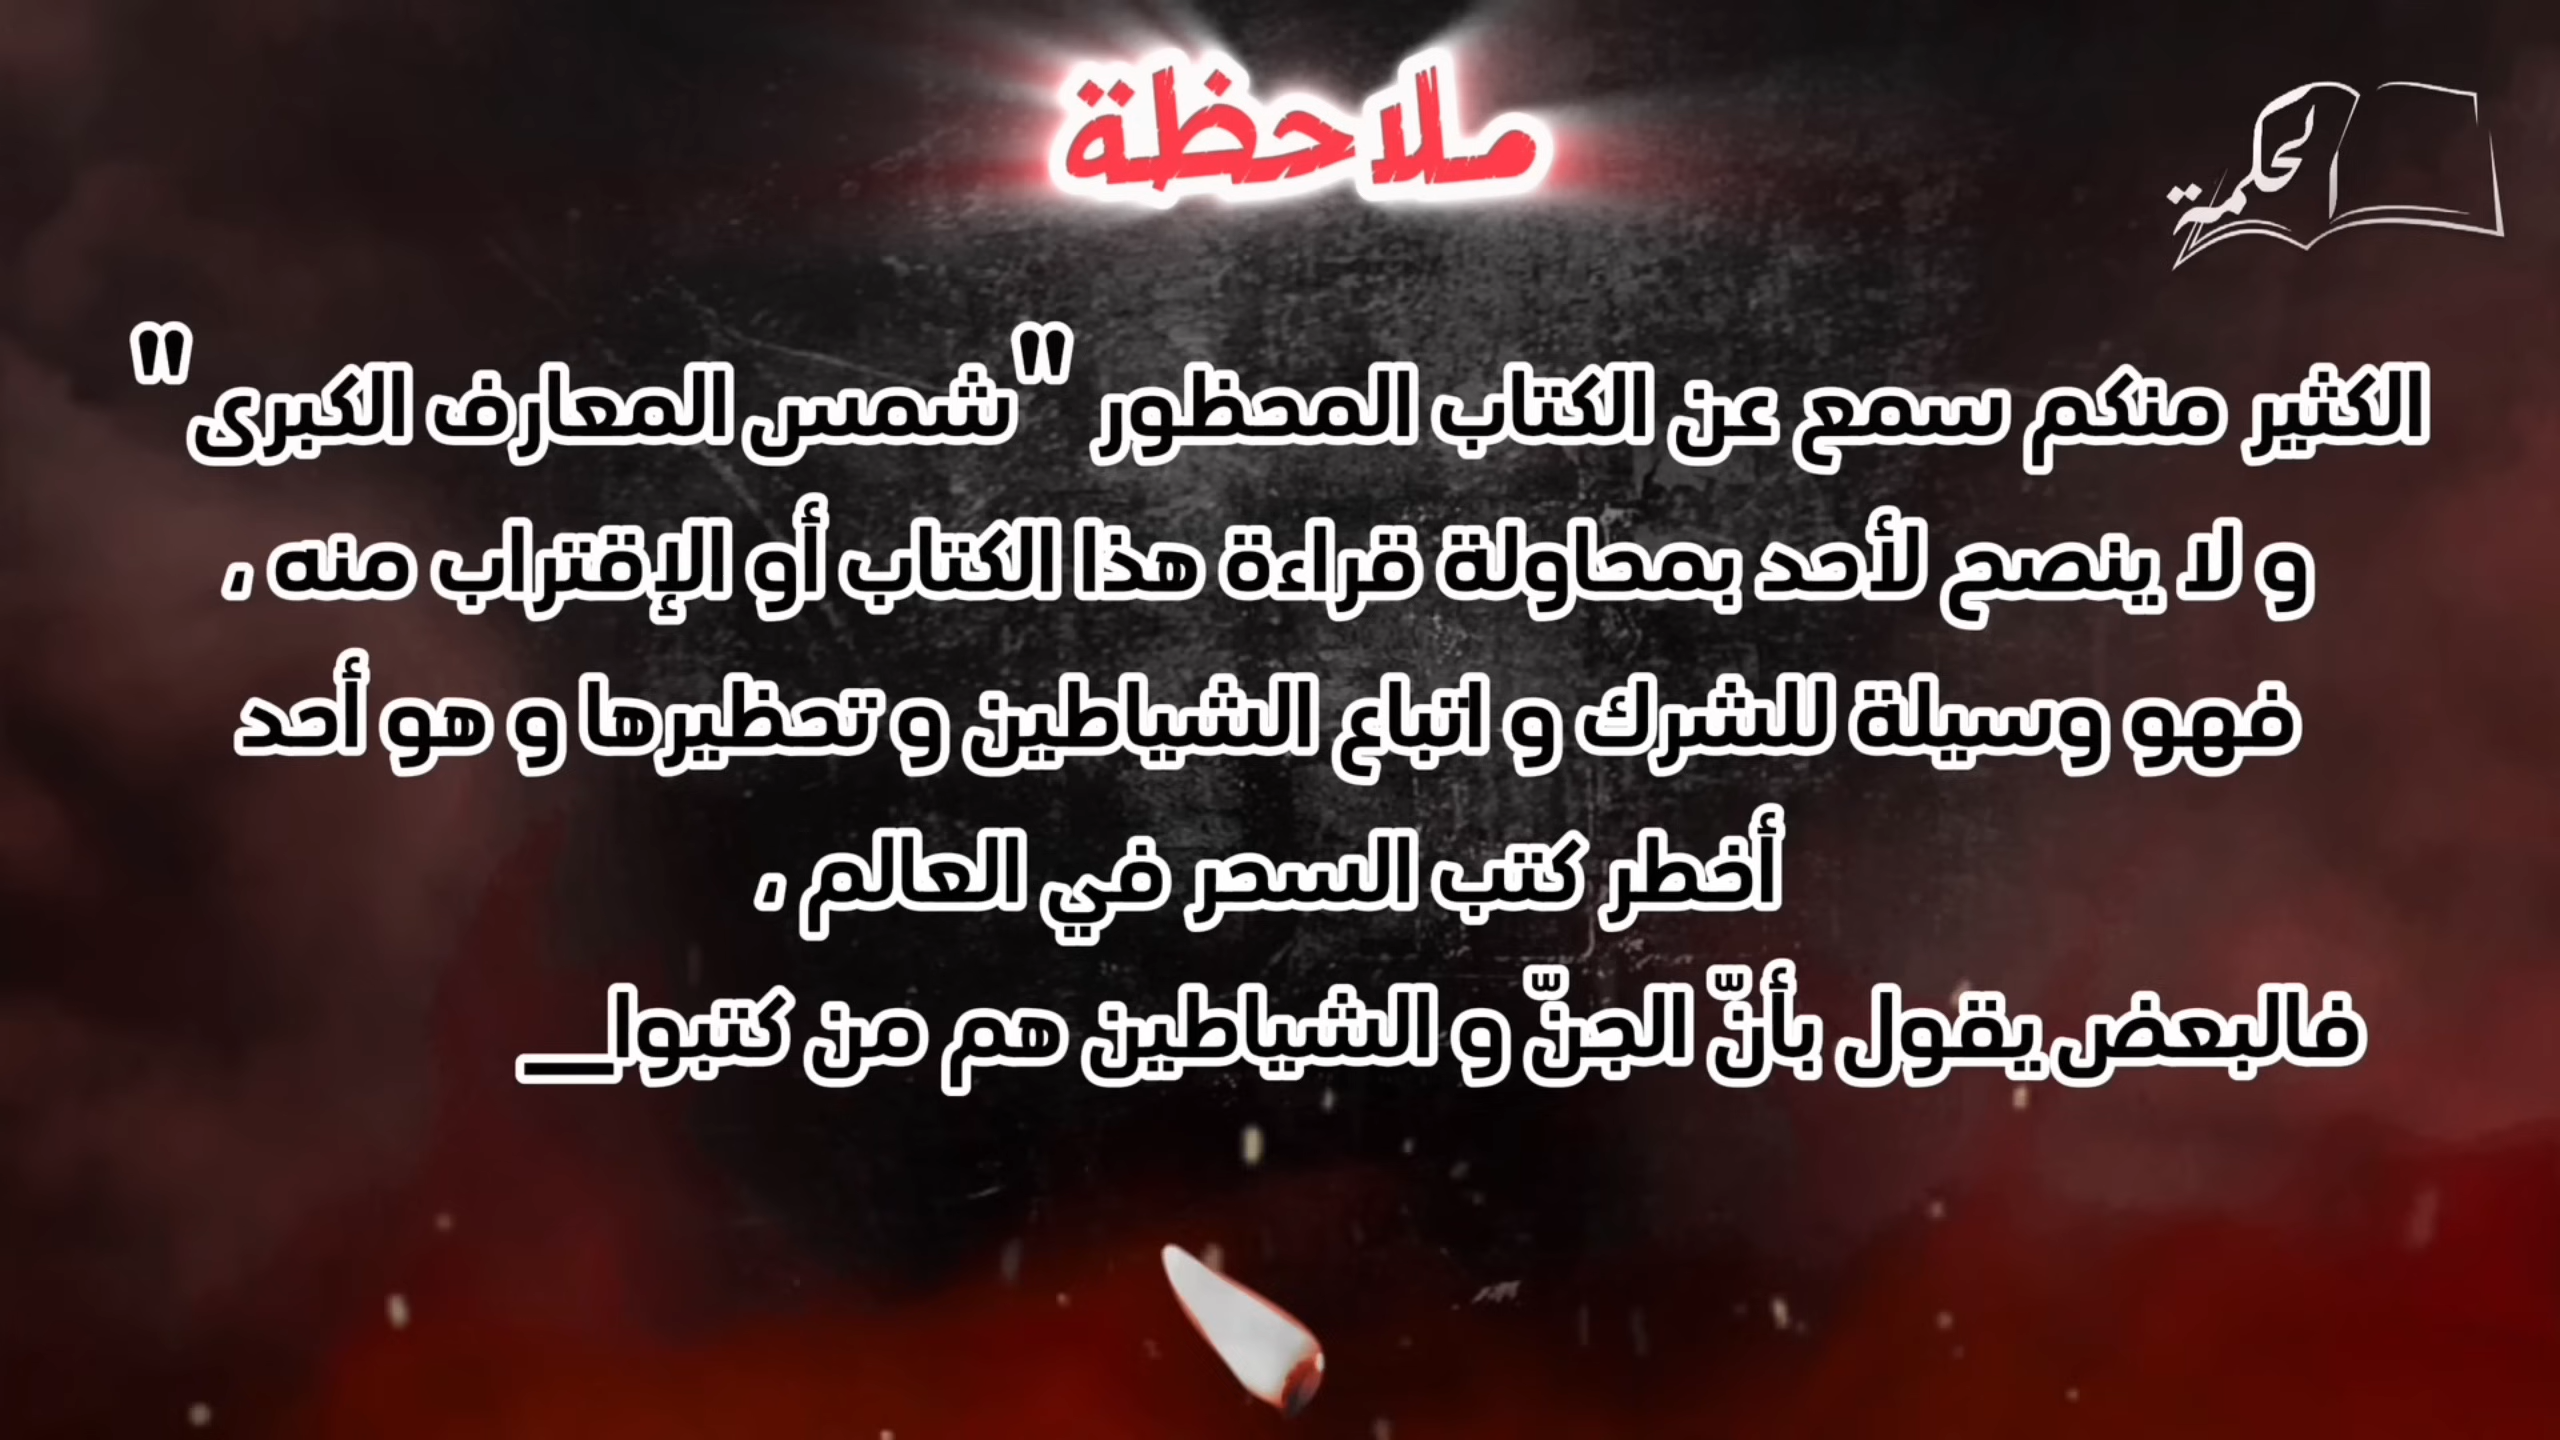 ملاحظة
الحكمة
الكثير منكم سمع عن الكتاب المحظور "شمس المعارف الكبرى"
و لا ينصح لأحد بمحاولة قراءة هذا الكتاب أو الإقتراب منه ،
فهو وسيلة للشرك و اتباع الشياطين و تحظيرها و هو أحد
أخطر كتب السحر في العالم ،
فالبعض يقول بأنّ الجنّ و الشياطين هم من كتبوا_